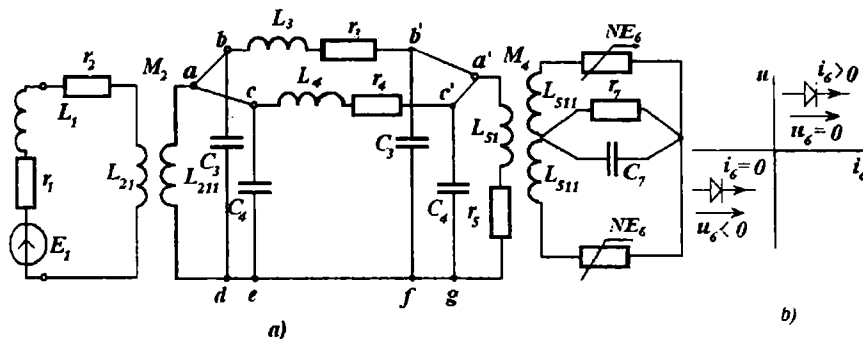 L₃
r₃
NE₆
b
b'
M₂
a
a'
M₄
r₂
L₁
L₄
r₄
c
c'
L₅₁₁
r₇
u
i₆>0
u₆=0
i₆
C₃
C₃
L₅₁
r₁
L₂₁
L₂₁₁
C₄
C₄
r₅
L₅₁₁
C₇
i₆=0
u₆<0
E₁
NE₆
d
e
f
g
a)
b)